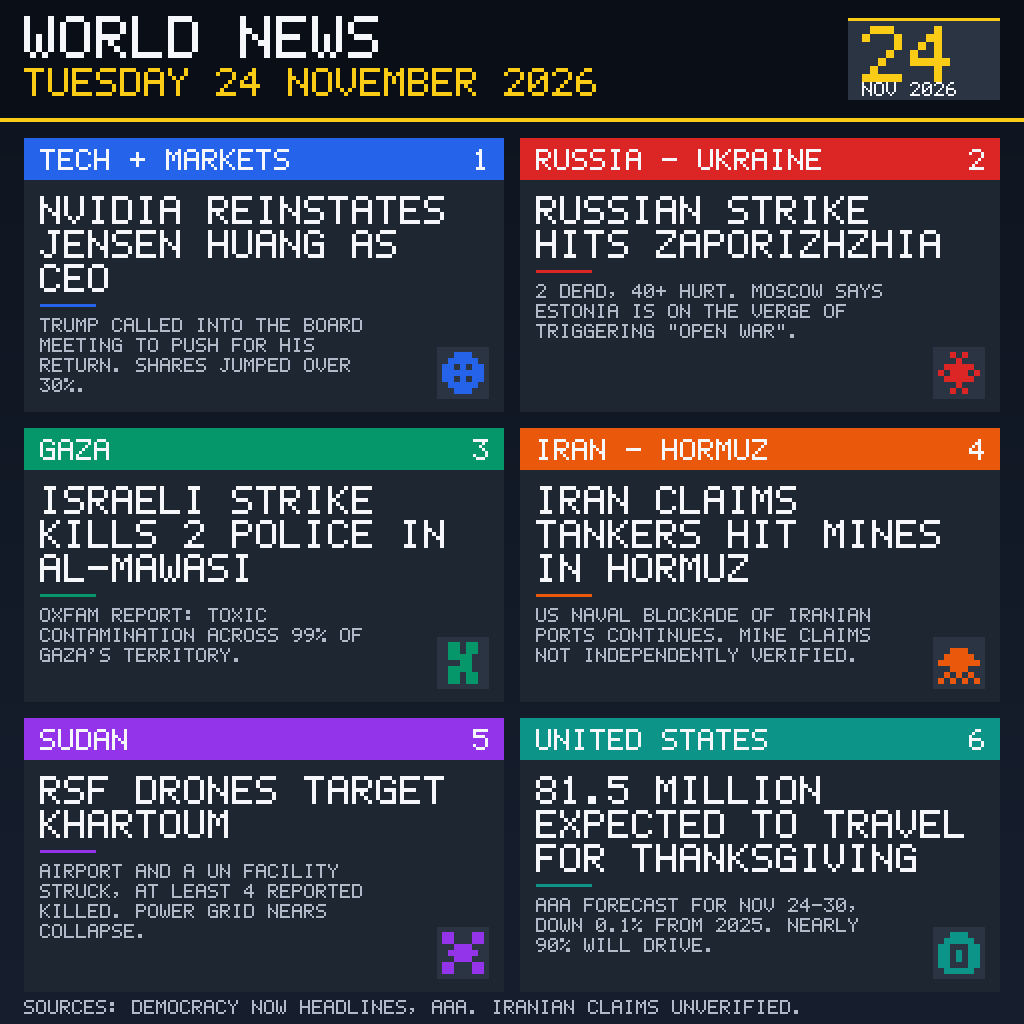 WORLD NEWS
TUESDAY 24 NOVEMBER 2026
24
NOV 2026
TECH + MARKETS 1
NVIDIA REINSTATES
JENSEN HUANG AS
CEO
TRUMP CALLED INTO THE BOARD
MEETING TO PUSH FOR HIS
RETURN. SHARES JUMPED OVER
30%.
RUSSIA – UKRAINE 2
RUSSIAN STRIKE
HITS ZAPORIZHZHIA
2 DEAD, 40+ HURT. MOSCOW SAYS
ESTONIA IS ON THE VERGE OF
TRIGGERING "OPEN WAR".
GAZA 3
ISRAELI STRIKE
KILLS 2 POLICE IN
AL-MAWASI
OXFAM REPORT: TOXIC
CONTAMINATION ACROSS 99% OF
GAZA’S TERRITORY.
IRAN – HORMUZ 4
IRAN CLAIMS
TANKERS HIT MINES
IN HORMUZ
US NAVAL BLOCKADE OF IRANIAN
PORTS CONTINUES. MINE CLAIMS
NOT INDEPENDENTLY VERIFIED.
SUDAN 5
RSF DRONES TARGET
KHARTOUM
AIRPORT AND A UN FACILITY
STRUCK, AT LEAST 4 REPORTED
KILLED. POWER GRID NEARS
COLLAPSE.
UNITED STATES 6
81.5 MILLION
EXPECTED TO TRAVEL
FOR THANKSGIVING
AAA FORECAST FOR NOV 24–30,
DOWN 0.1% FROM 2025. NEARLY
90% WILL DRIVE.
SOURCES: DEMOCRACY NOW HEADLINES, AAA. IRANIAN CLAIMS UNVERIFIED.